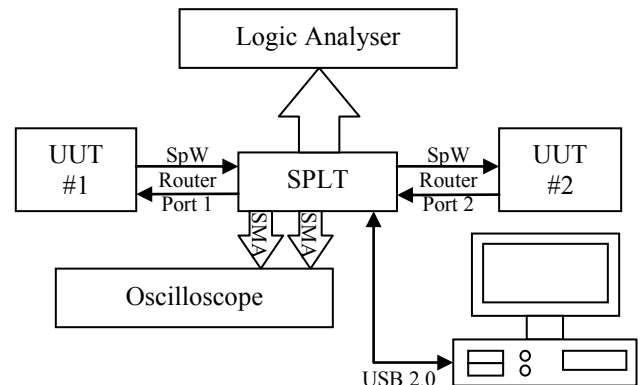 Logic Analyser
UUT
#1
SpW
Router
Port 1
SPLT
SpW
Router
Port 2
UUT
#2
SMA
SMA
Oscilloscope
USB 2.0